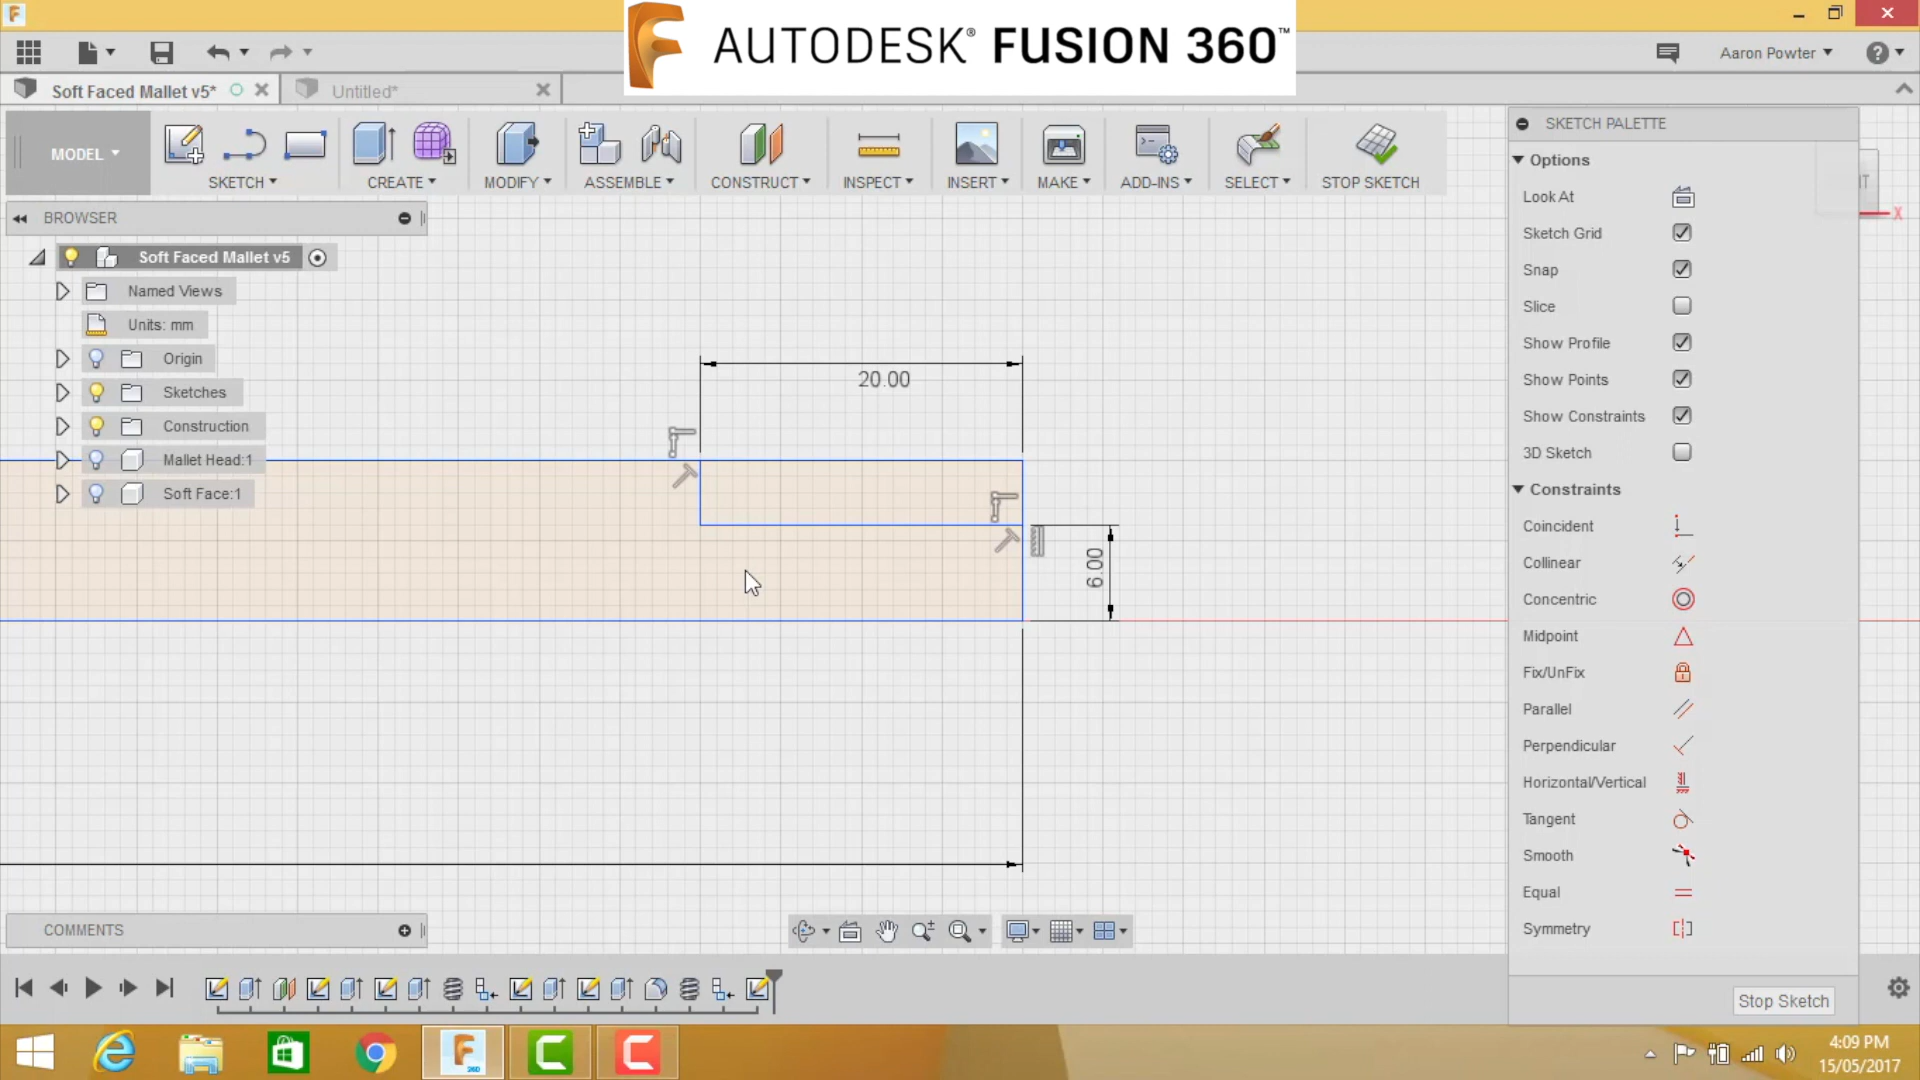 AUTODESK® FUSION 360™
Aaron Powter
Soft Faced Mallet v5*
Untitled*
MODEL
SKETCH
CREATE
MODIFY
ASSEMBLE
CONSTRUCT
INSPECT
INSERT
MAKE
ADD-INS
SELECT
STOP SKETCH
BROWSER
Soft Faced Mallet v5
Named Views
Units: mm
Origin
Sketches
Construction
Mallet Head:1
Soft Face:1
20.00
6.00
SKETCH PALETTE
Options
Look At
Sketch Grid
Snap
Slice
Show Profile
Show Points
Show Constraints
3D Sketch
Constraints
Coincident
Collinear
Concentric
Midpoint
Fix/UnFix
Parallel
Perpendicular
Horizontal/Vertical
Tangent
Smooth
Equal
Symmetry
Stop Sketch
X
COMMENTS
4:09 PM
15/05/2017